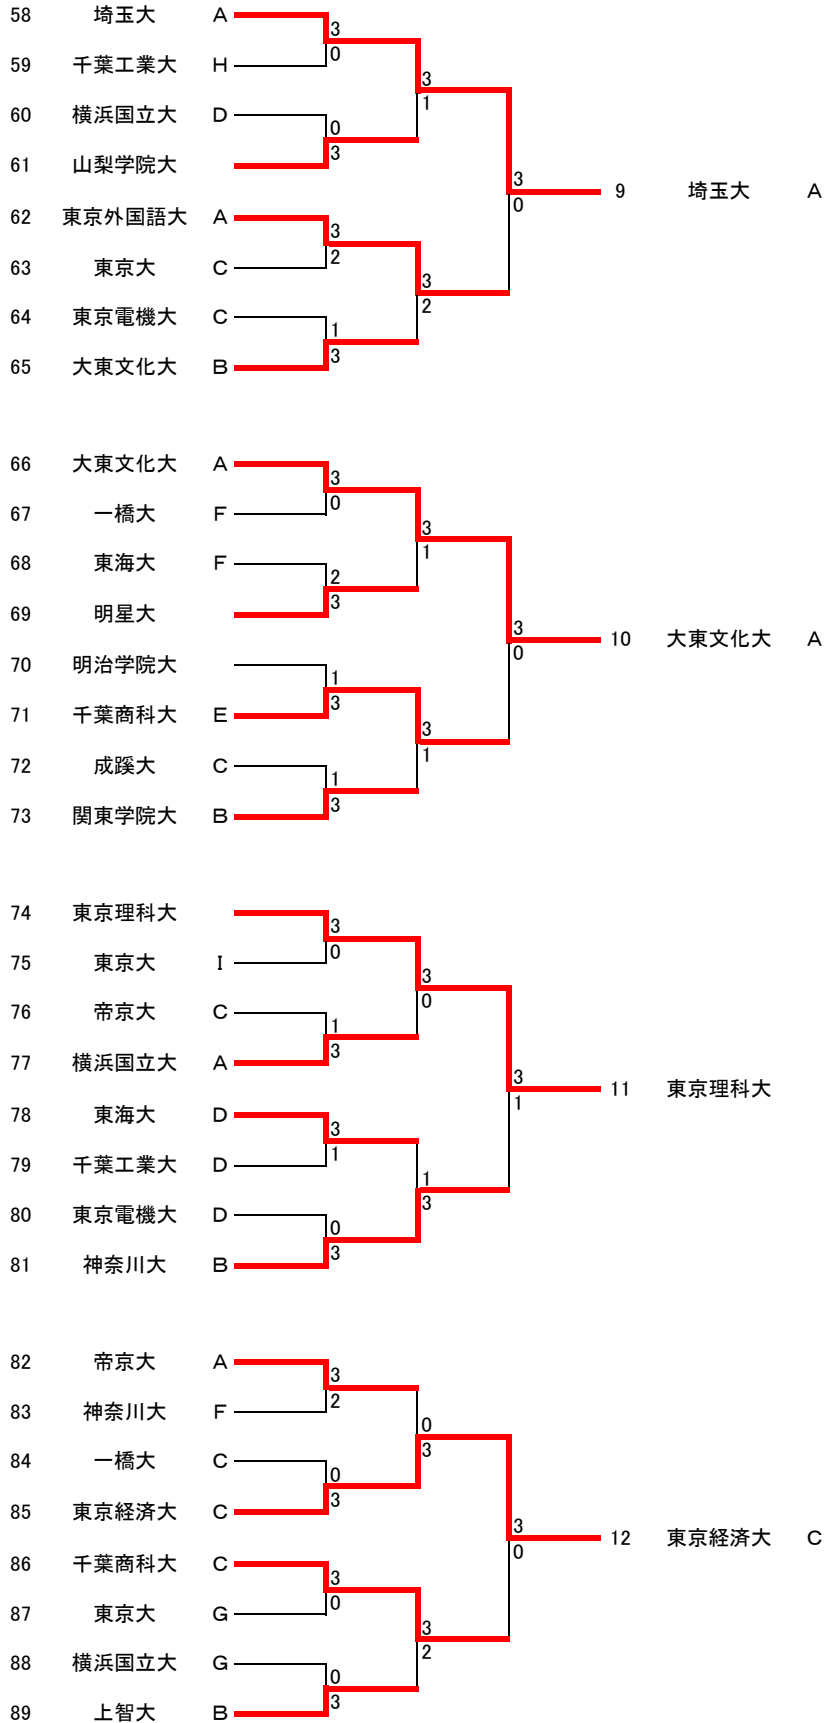 58 埼玉大 A
3
0
59 千葉工業大 H
3
1
60 横浜国立大 D
0
3
61 山梨学院大
3
0
9 埼玉大 A
62 東京外国語大 A
3
2
63 東京大 C
3
2
64 東京電機大 C
1
3
65 大東文化大 B
66 大東文化大 A
3
0
67 一橋大 F
3
1
68 東海大 F
2
3
69 明星大
3
0
10 大東文化大 A
70 明治学院大
1
3
71 千葉商科大 E
3
1
72 成蹊大 C
1
3
73 関東学院大 B
74 東京理科大
3
0
75 東京大 I
3
0
76 帝京大 C
1
3
77 横浜国立大 A
3
1
11 東京理科大
78 東海大 D
3
1
79 千葉工業大 D
1
3
80 東京電機大 D
0
3
81 神奈川大 B
82 帝京大 A
3
2
83 神奈川大 F
0
3
84 一橋大 C
0
3
85 東京経済大 C
3
0
12 東京経済大 C
86 千葉商科大 C
3
0
87 東京大 G
3
2
88 横浜国立大 G
0
3
89 上智大 B